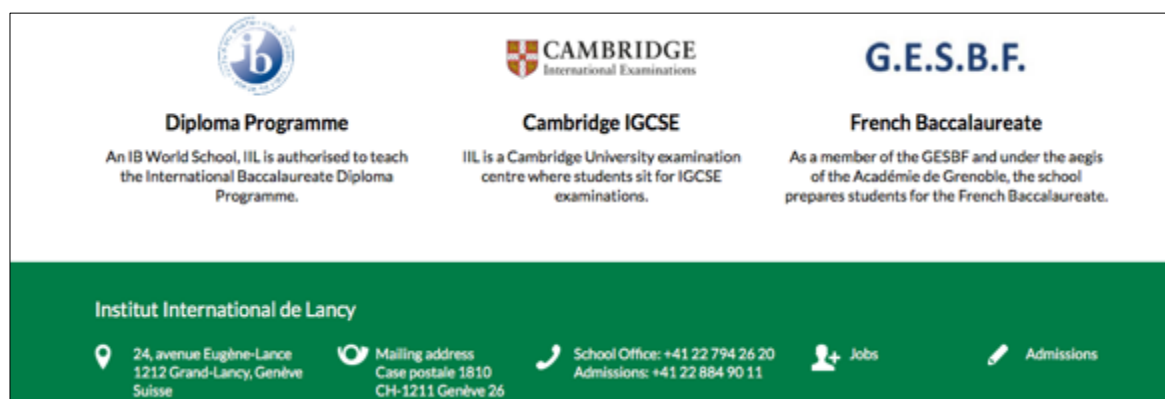 ib
CAMBRIDGE
International Examinations
G.E.S.B.F.
Diploma Programme
An IB World School, IIL is authorised to teach
the International Baccalaureate Diploma
Programme.
Cambridge IGCSE
IIL is a Cambridge University examination
centre where students sit for IGCSE
examinations.
French Baccalaureate
As a member of the GESBF and under the aegis
of the Académie de Grenoble, the school
prepares students for the French Baccalaureate.
Institut International de Lancy
24, avenue Eugène-Lance
1212 Grand-Lancy, Genève
Suisse
Mailing address
Case postale 1810
CH-1211 Genève 26
School Office: +41 22 794 26 20
Admissions: +41 22 884 90 11
Jobs
Admissions